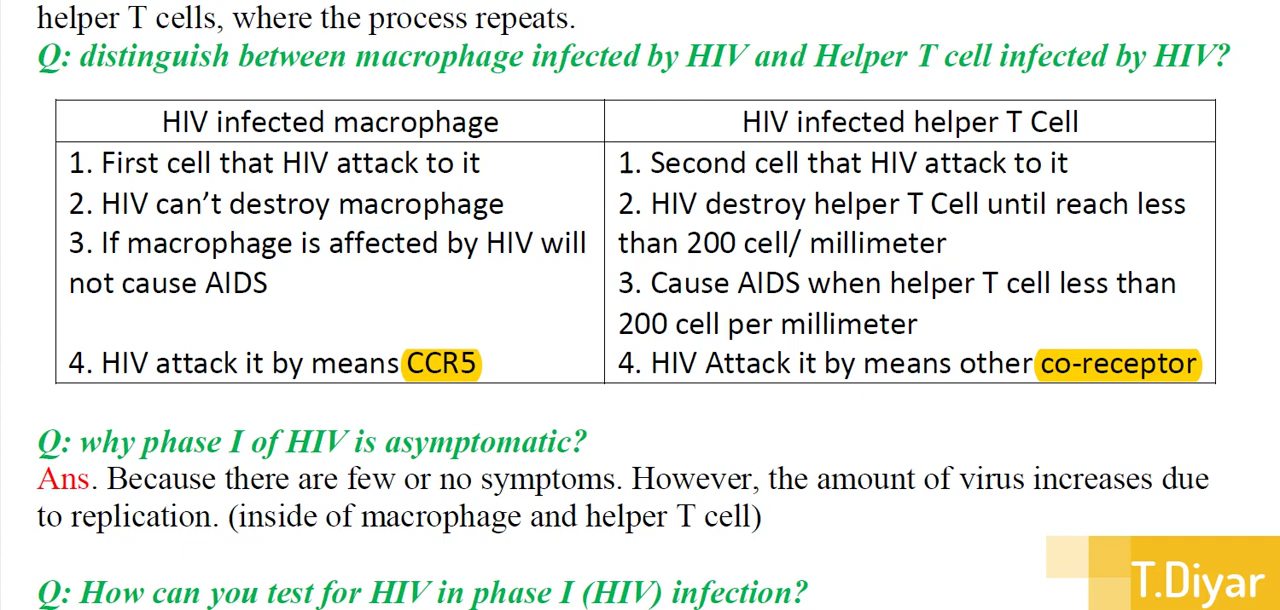 helper T cells, where the process repeats.
Q: distinguish between macrophage infected by HIV and Helper T cell infected by HIV?
HIV infected macrophage
1. First cell that HIV attack to it
2. HIV can’t destroy macrophage
3. If macrophage is affected by HIV will
not cause AIDS
4. HIV attack it by means CCR5
HIV infected helper T Cell
1. Second cell that HIV attack to it
2. HIV destroy helper T Cell until reach less
than 200 cell/ millimeter
3. Cause AIDS when helper T cell less than
200 cell per millimeter
4. HIV Attack it by means other co-receptor
Q: why phase I of HIV is asymptomatic?
Ans. Because there are few or no symptoms. However, the amount of virus increases due
to replication. (inside of macrophage and helper T cell)
Q: How can you test for HIV in phase I (HIV) infection?
T.Diyar